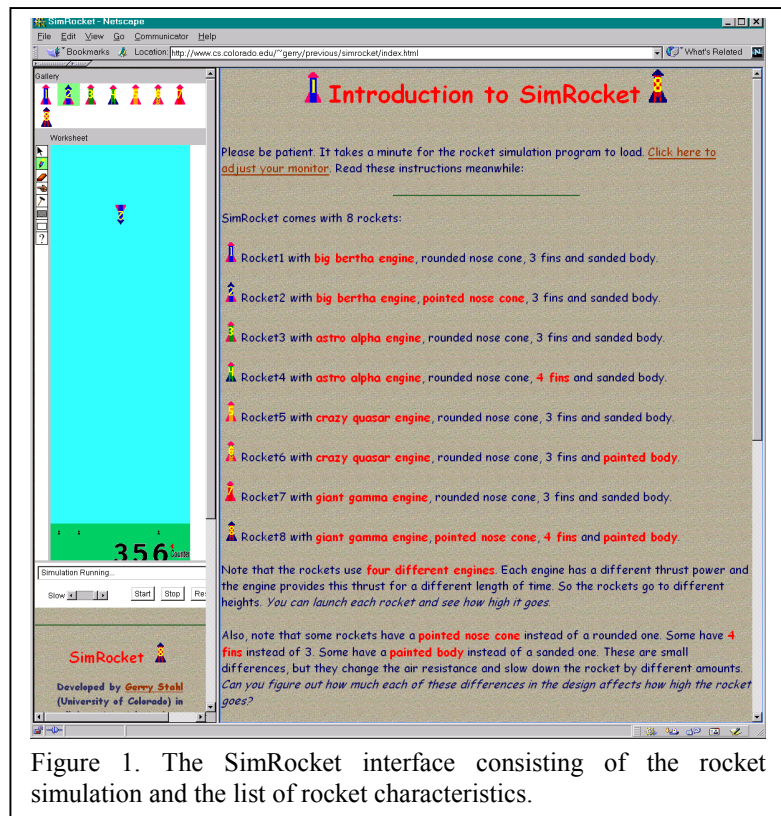 SimRocket - Netscape
File Edit View Go Communicator Help
Bookmarks Location: http://www.cs.colorado.edu/~gerry/previous/simrocket/index.html What's Related
Gallery
Worksheet
?
1 1 1
356 Counter
Simulation Running...
Slow Start Stop Res
SimRocket
Developed by Gerry Stahl
(University of Colorado) in
Introduction to SimRocket
Please be patient. It takes a minute for the rocket simulation program to load. Click here to
adjust your monitor. Read these instructions meanwhile:
SimRocket comes with 8 rockets:
Rocket1 with big bertha engine, rounded nose cone, 3 fins and sanded body.
Rocket2 with big bertha engine, pointed nose cone, 3 fins and sanded body.
Rocket3 with astro alpha engine, rounded nose cone, 3 fins and sanded body.
Rocket4 with astro alpha engine, rounded nose cone, 4 fins and sanded body.
Rocket5 with crazy quasar engine, rounded nose cone, 3 fins and sanded body.
Rocket6 with crazy quasar engine, rounded nose cone, 3 fins and painted body.
Rocket7 with giant gamma engine, rounded nose cone, 3 fins and sanded body.
Rocket8 with giant gamma engine, pointed nose cone, 4 fins and painted body.
Note that the rockets use four different engines. Each engine has a different thrust power and
the engine provides this thrust for a different length of time. So the rockets go to different
heights. You can launch each rocket and see how high it goes.
Also, note that some rockets have a pointed nose cone instead of a rounded one. Some have 4
fins instead of 3. Some have a painted body instead of a sanded one. These are small
differences, but they change the air resistance and slow down the rocket by different amounts.
Can you figure out how much each of these differences in the design affects how high the rocket
goes?
Figure 1. The SimRocket interface consisting of the rocket
simulation and the list of rocket characteristics.